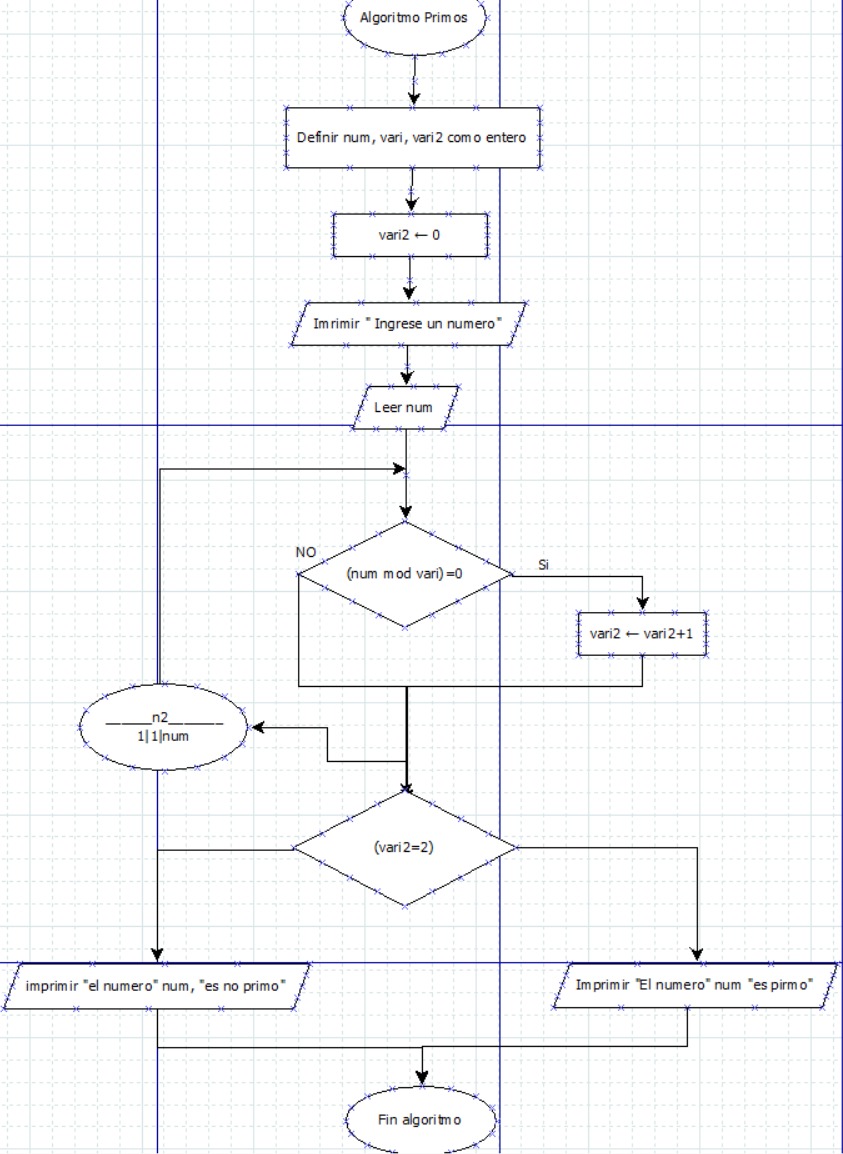 Algoritmo Primos
Definir num, vari, vari2 como entero
vari2 ← 0
Imrimir " Ingrese un numero"
Leer num
NO
(num mod vari)=0
Si
vari2 ← vari2+1
______n2_______
1|1|num
(vari2=2)
imprimir "el numero" num, "es no primo"
Imprimir "El numero" num "es pirmo"
Fin algoritmo